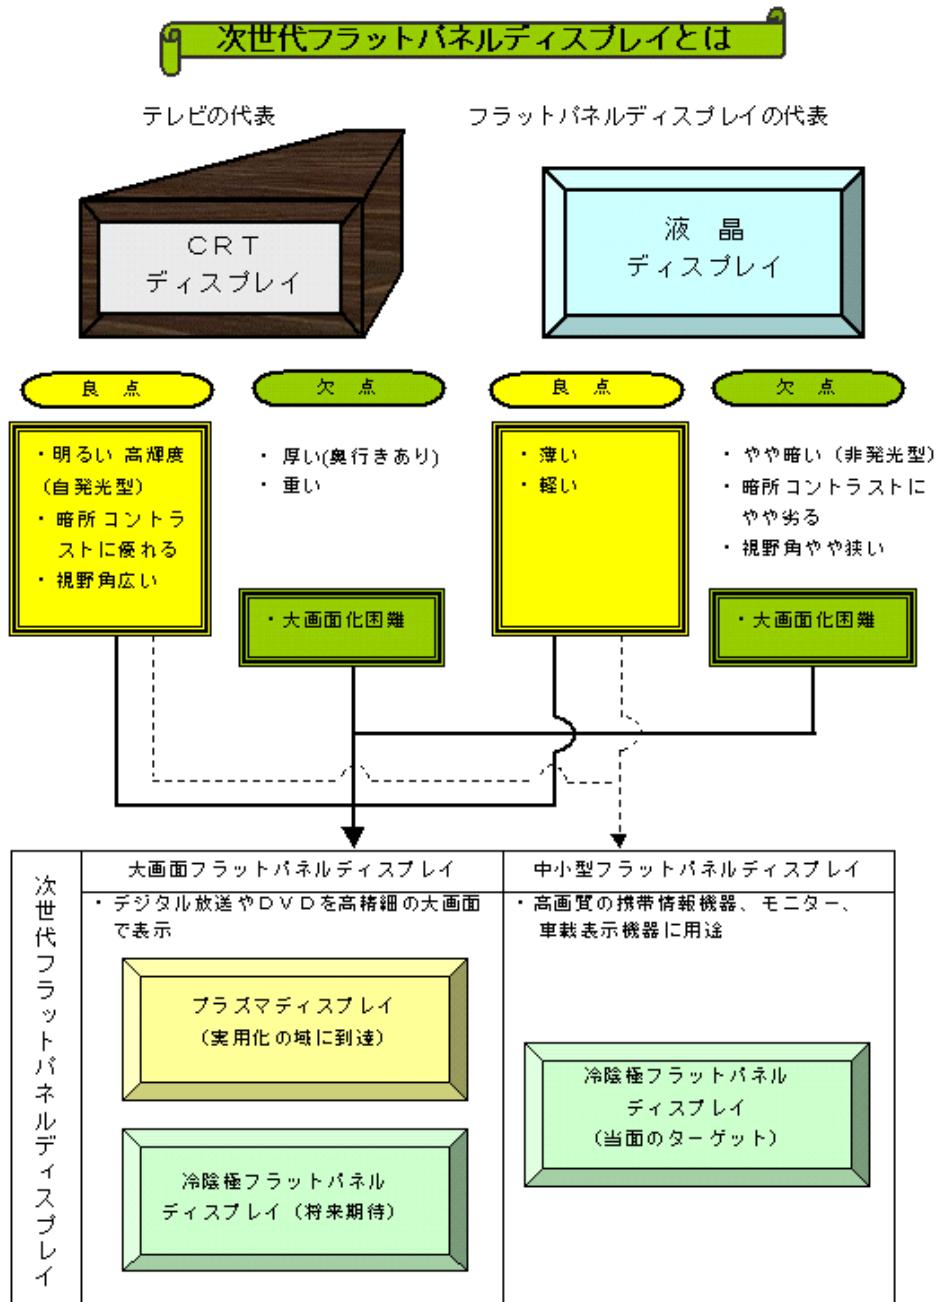 次世代フラットパネルディスプレイとは
テレビの代表
フラットパネルディスプレイの代表
CRT
ディスプレイ
液 晶
ディスプレイ
良 点
欠 点
良 点
欠 点
・明るい 高輝度
(自発光型)
・暗所コントラ
ストに優れる
・視野角広い
・厚い(奥行きあり)
・重い
・大画面化困難
・薄い
・軽い
・やや暗い(非発光型)
・暗所コントラストに
やや劣る
・視野角やや狭い
・大画面化困難
次世代フラットパネルディスプレイ
大画面フラットパネルディスプレイ
・デジタル放送やDVDを高精細の大画面
で表示
プラズマディスプレイ
(実用化の域に到達)
冷陰極フラットパネル
ディスプレイ(将来期待)
中小型フラットパネルディスプレイ
・高画質の携帯情報機器、モニター、
車載表示機器に用途
冷陰極フラットパネル
ディスプレイ
(当面のターゲット)